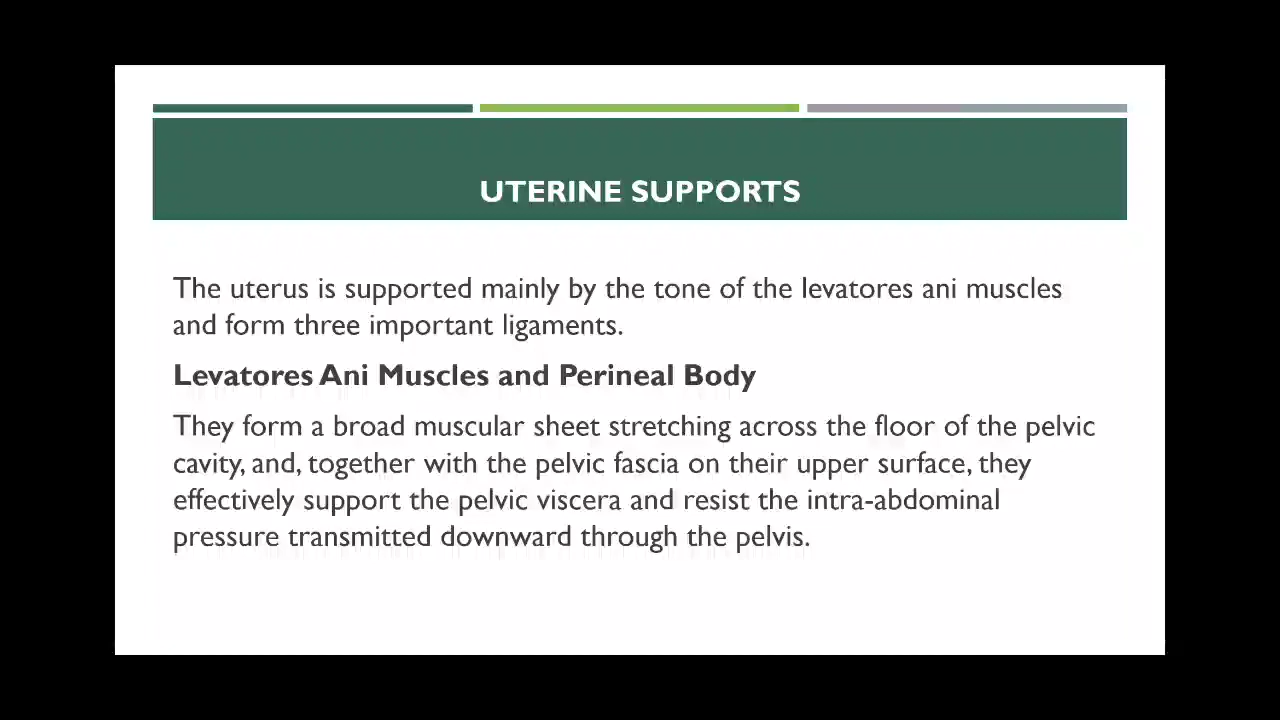 UTERINE SUPPORTS
The uterus is supported mainly by the tone of the levatores ani muscles
and form three important ligaments.
Levatores Ani Muscles and Perineal Body
They form a broad muscular sheet stretching across the floor of the pelvic
cavity, and, together with the pelvic fascia on their upper surface, they
effectively support the pelvic viscera and resist the intra-abdominal
pressure transmitted downward through the pelvis.